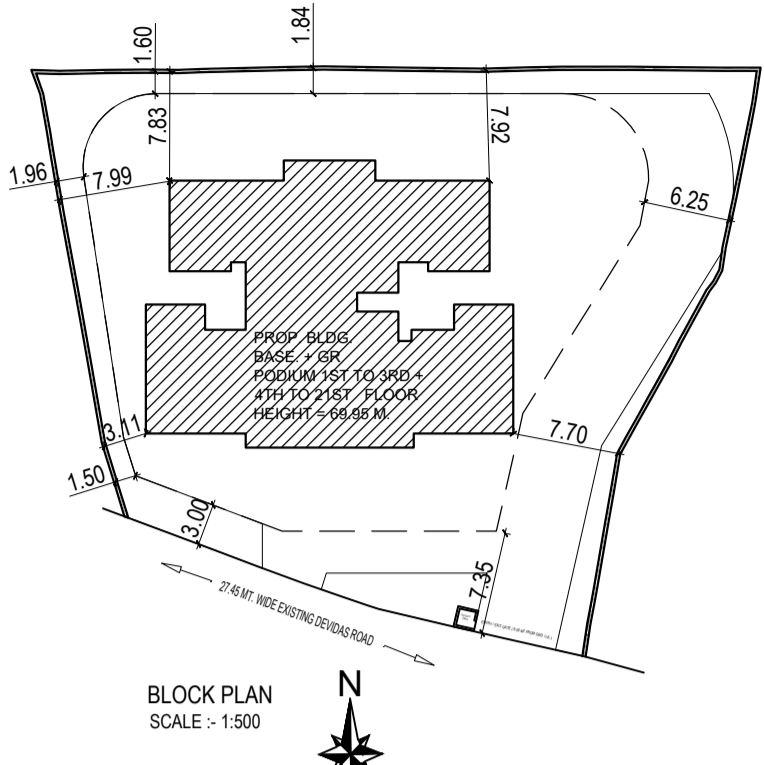 1.60
1.84
7.83
7.92
1.96
7.99
6.25
PROP BLDG.
BASE. + GR
PODIUM 1ST TO 3RD +
4TH TO 21ST FLOOR
HEIGHT = 69.95 M.
3.11
7.70
1.50
3.00
7.35
27.45 MT. WIDE EXISTING DEVIDAS ROAD
BLOCK PLAN
SCALE :- 1:500
N